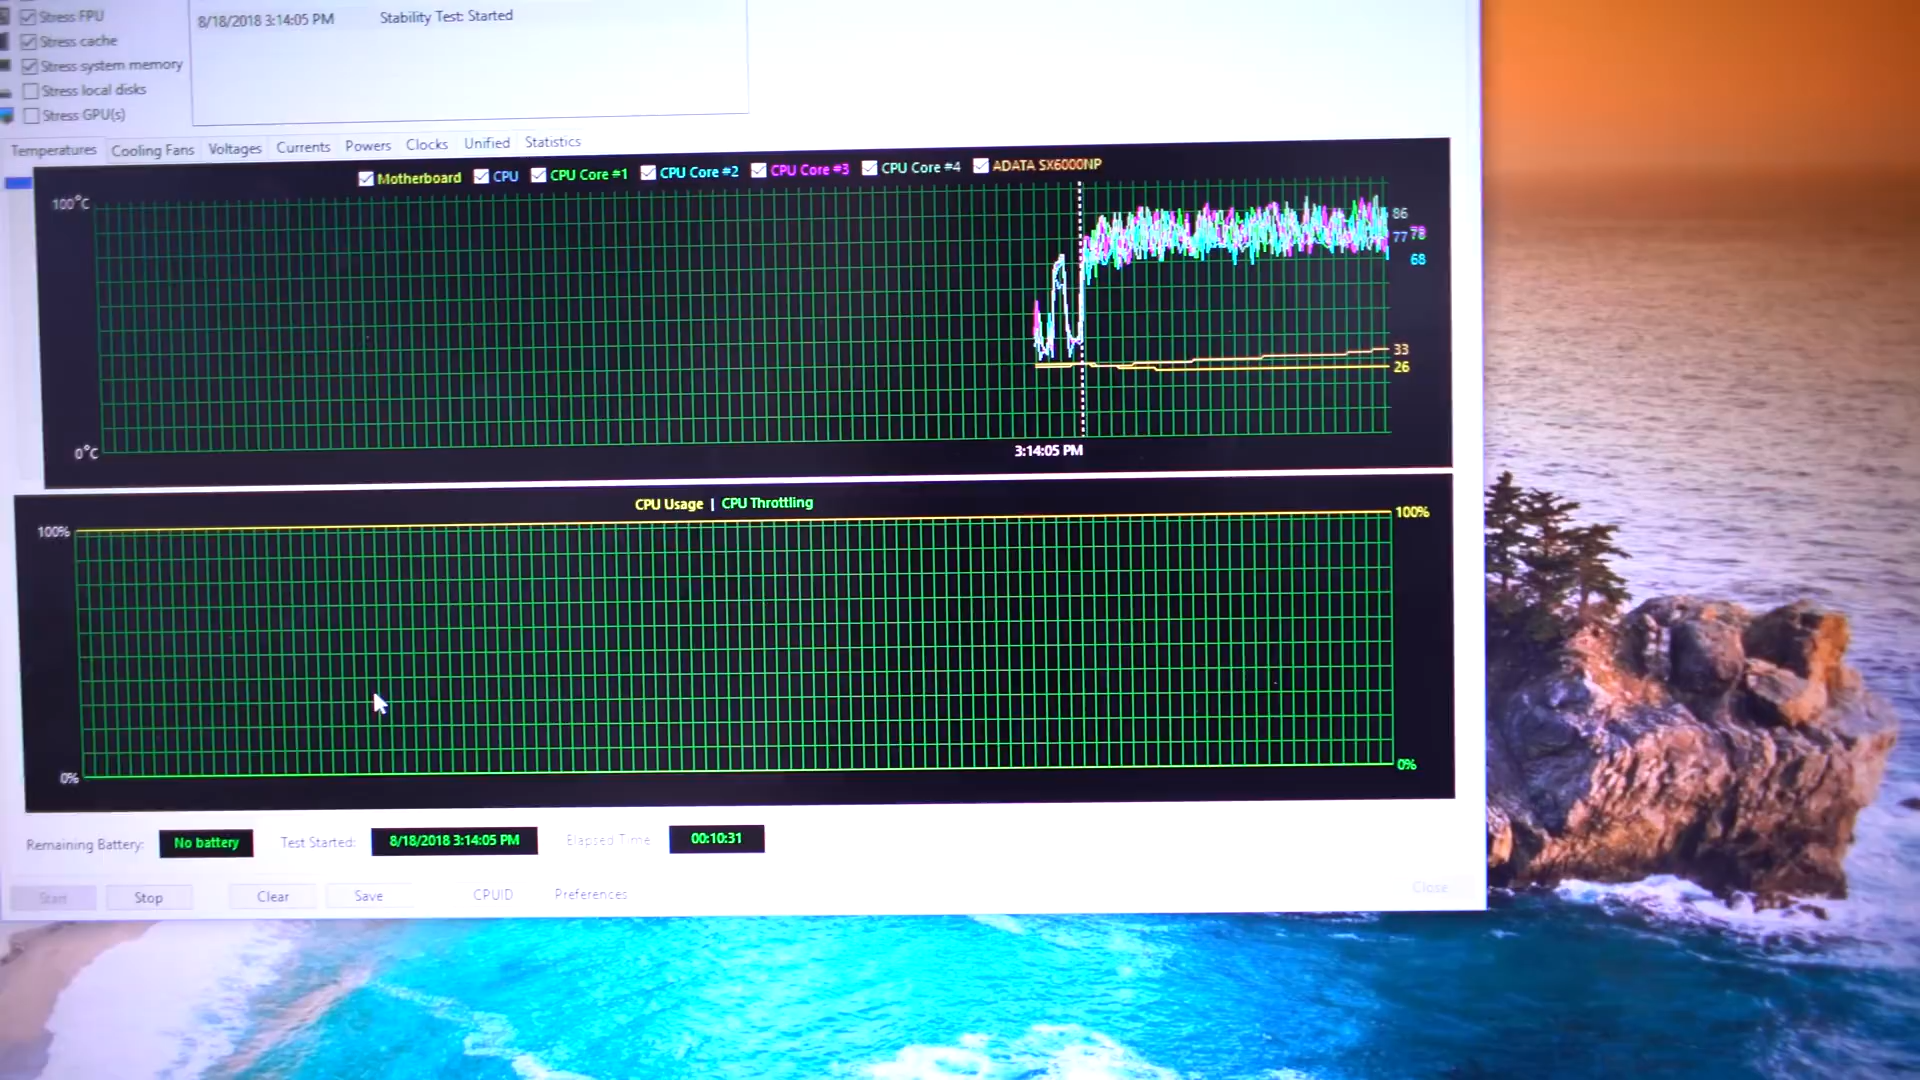 Stress FPU
8/18/2018 3:14:05 PM Stability Test: Started
Stress cache
Stress system memory
Stress local disks
Stress GPU(s)
Temperatures Cooling Fans Voltages Currents Powers Clocks Unified Statistics
Motherboard CPU CPU Core #1 CPU Core #2 CPU Core #3 CPU Core #4 ADATA SX6000NP
100°C
86
77 78
68
33
26
0°C
3:14:05 PM
CPU Usage | CPU Throttling
100% 100%
0% 0%
Remaining Battery: No battery Test Started: 8/18/2018 3:14:05 PM Elapsed Time 00:10:31
Start Stop Clear Save CPUID Preferences Close